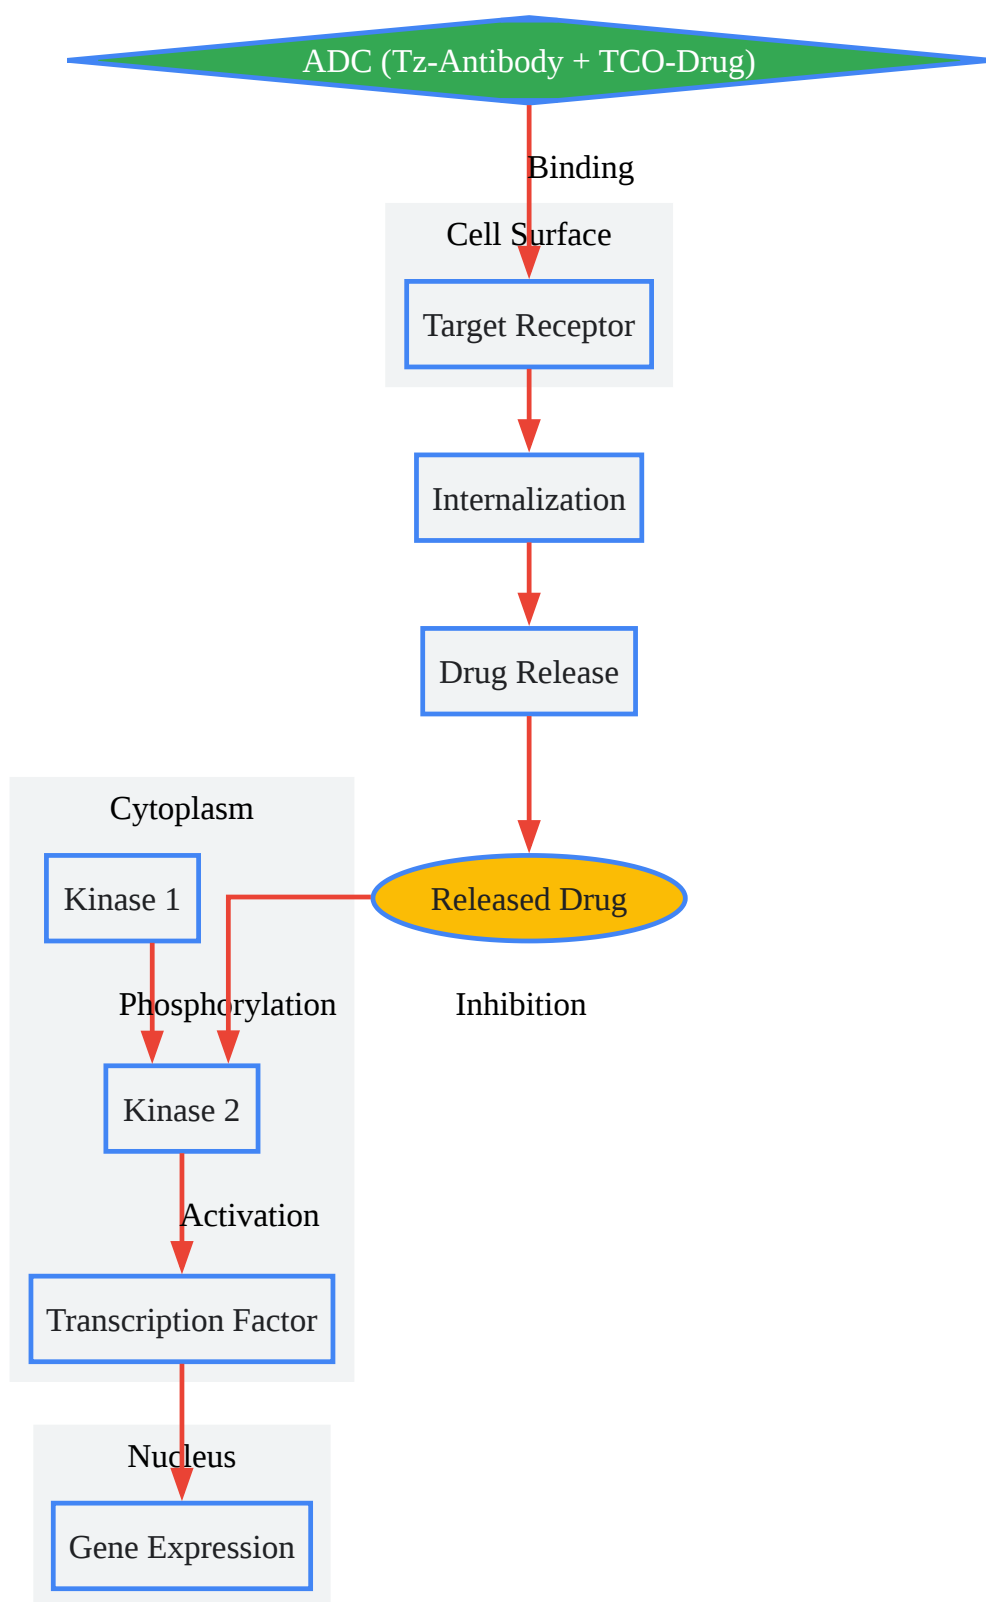 ADC (Tz-Antibody + TCO-Drug)
Binding
Cell Surface
Target Receptor
Internalization
Drug Release
Cytoplasm
Kinase 1
Released Drug
Phosphorylation
Inhibition
Kinase 2
Activation
Transcription Factor
Nucleus
Gene Expression